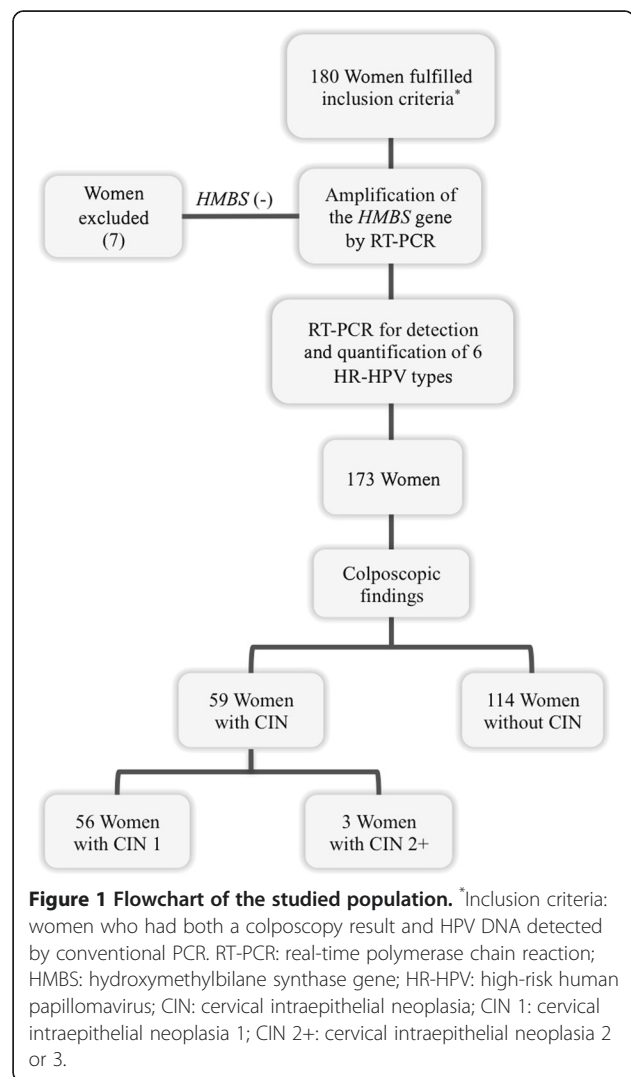 180 Women fulfilled
inclusion criteria*
Women
excluded
(7)
HMBS (-)
Amplification of
the HMBS gene
by RT-PCR
RT-PCR for detection
and quantification of 6
HR-HPV types
173 Women
Colposcopic
findings
59 Women
with CIN
114 Women
without CIN
56 Women
with CIN 1
3 Women
with CIN 2+
Figure 1 Flowchart of the studied population. *Inclusion criteria:
women who had both a colposcopy result and HPV DNA detected
by conventional PCR. RT-PCR: real-time polymerase chain reaction;
HMBS: hydroxymethylbilane synthase gene; HR-HPV: high-risk human
papillomavirus; CIN: cervical intraepithelial neoplasia; CIN 1: cervical
intraepithelial neoplasia 1; CIN 2+: cervical intraepithelial neoplasia 2
or 3.